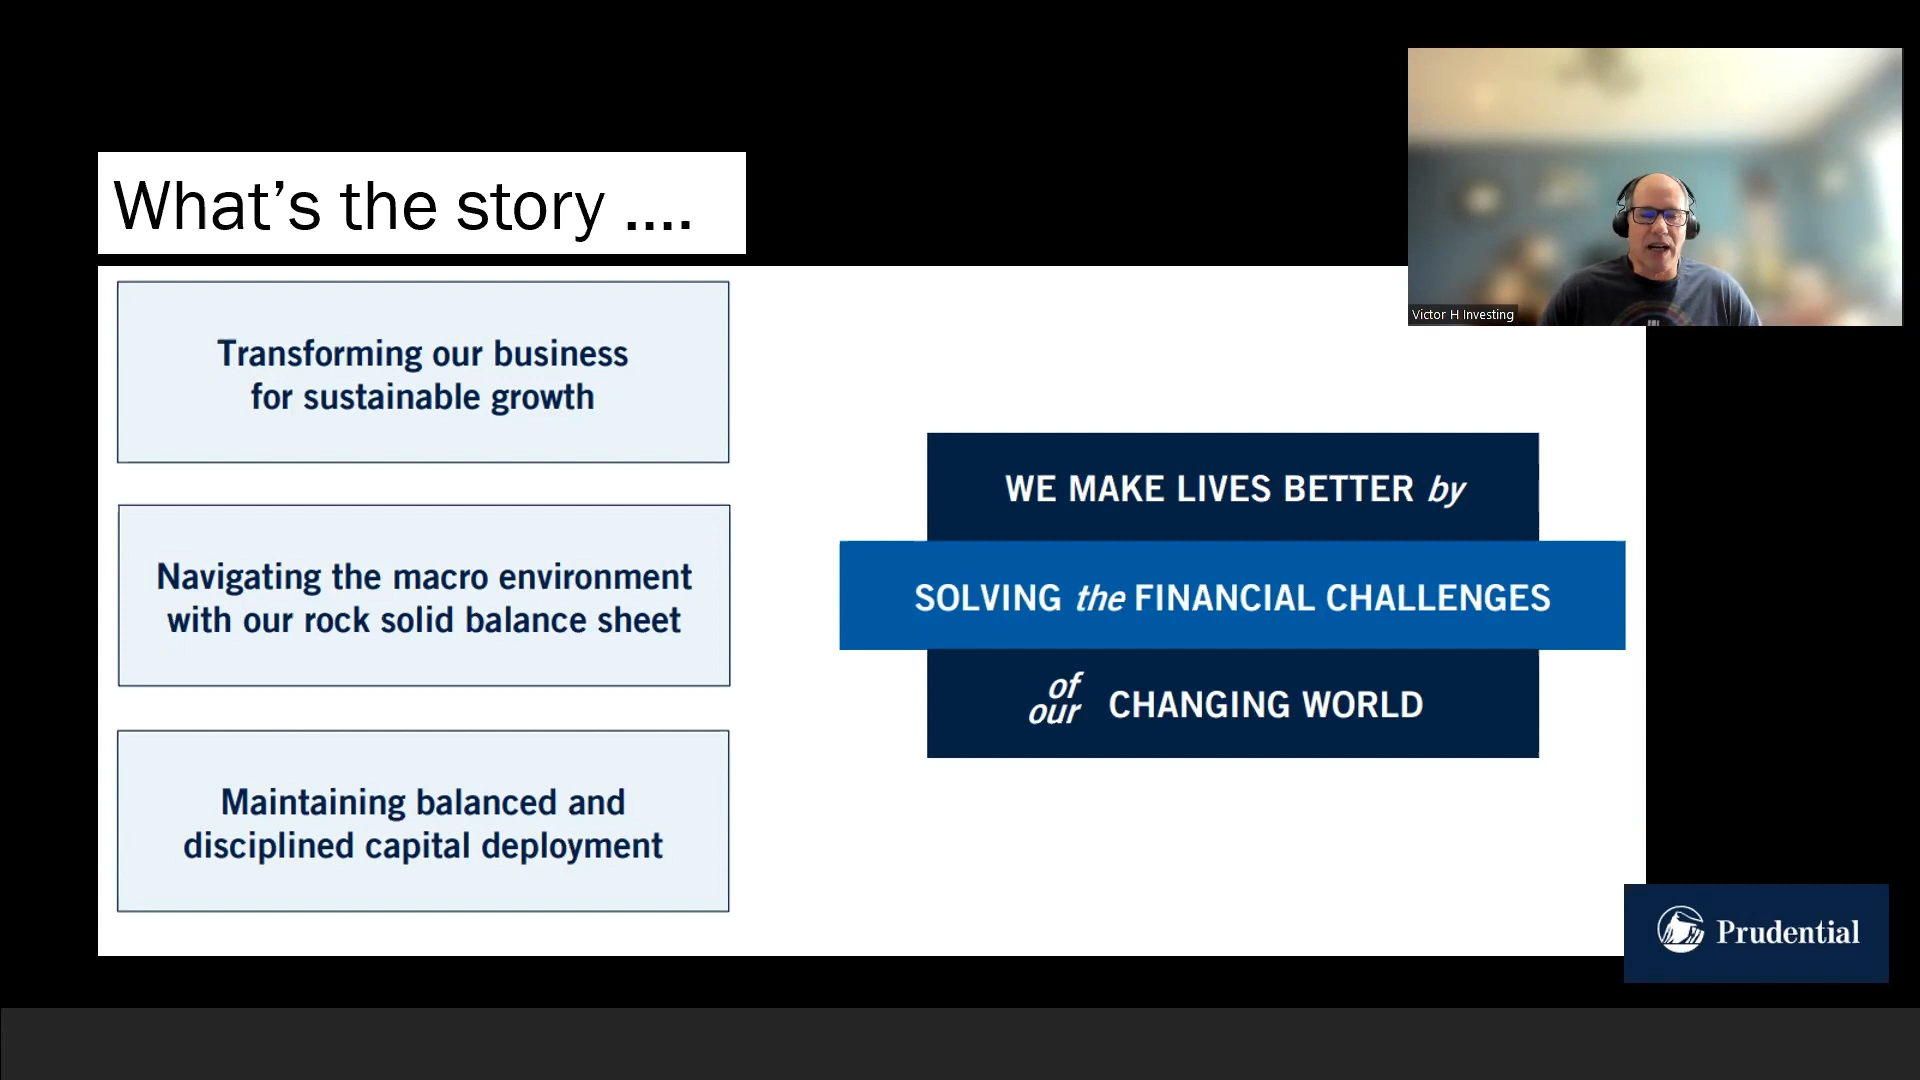 What's the story ....
Transforming our business
for sustainable growth
Navigating the macro environment
with our rock solid balance sheet
Maintaining balanced and
disciplined capital deployment
WE MAKE LIVES BETTER by
SOLVING the FINANCIAL CHALLENGES
of
our CHANGING WORLD
Victor H Investing
Prudential